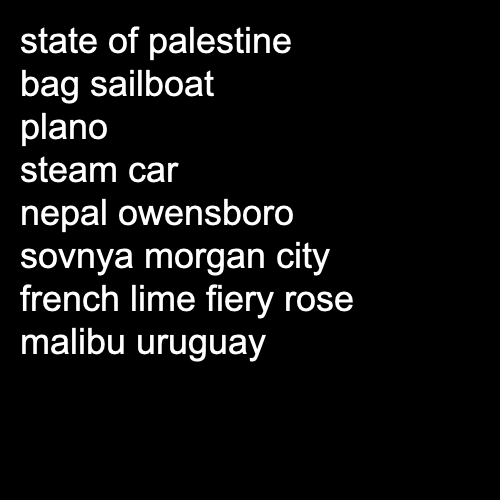 state of palestine
bag sailboat
plano
steam car
nepal owensboro
sovnya morgan city
french lime fiery rose
malibu uruguay